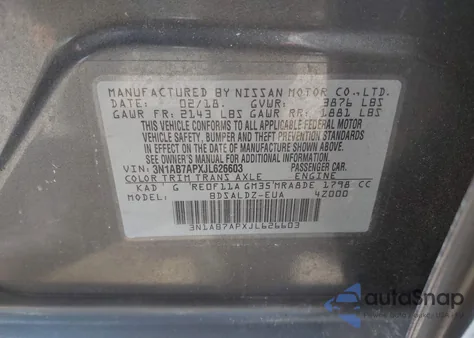 MANUFACTURED BY NISSAN MOTOR CO., LTD.
DATE: 02/18. GVWR: 3876 LBS
GAWR FR: 2143 LBS GAWR RR: 1881 LBS
THIS VEHICLE CONFORMS TO ALL APPLICABLE FEDERAL MOTOR
VEHICLE SAFETY, BUMPER AND THEFT PREVENTION STANDARDS
IN EFFECT ON THE DATE OF MANUFACTURE SHOWN ABOVE.
(SEE OWNER'S MANUAL FOR ADDITIONAL INFORMATION)
VIN: 3N1AB7APXJL626603 PASSENGER CAR.
COLOR TRIM TRANS AXLE ENGINE
KAD G RE0F11A GM35 MRA8DE 1798 CC
MODEL: BDSALDZ-EUA 4Z000
3N1AB7APXJL626603
autoSnap